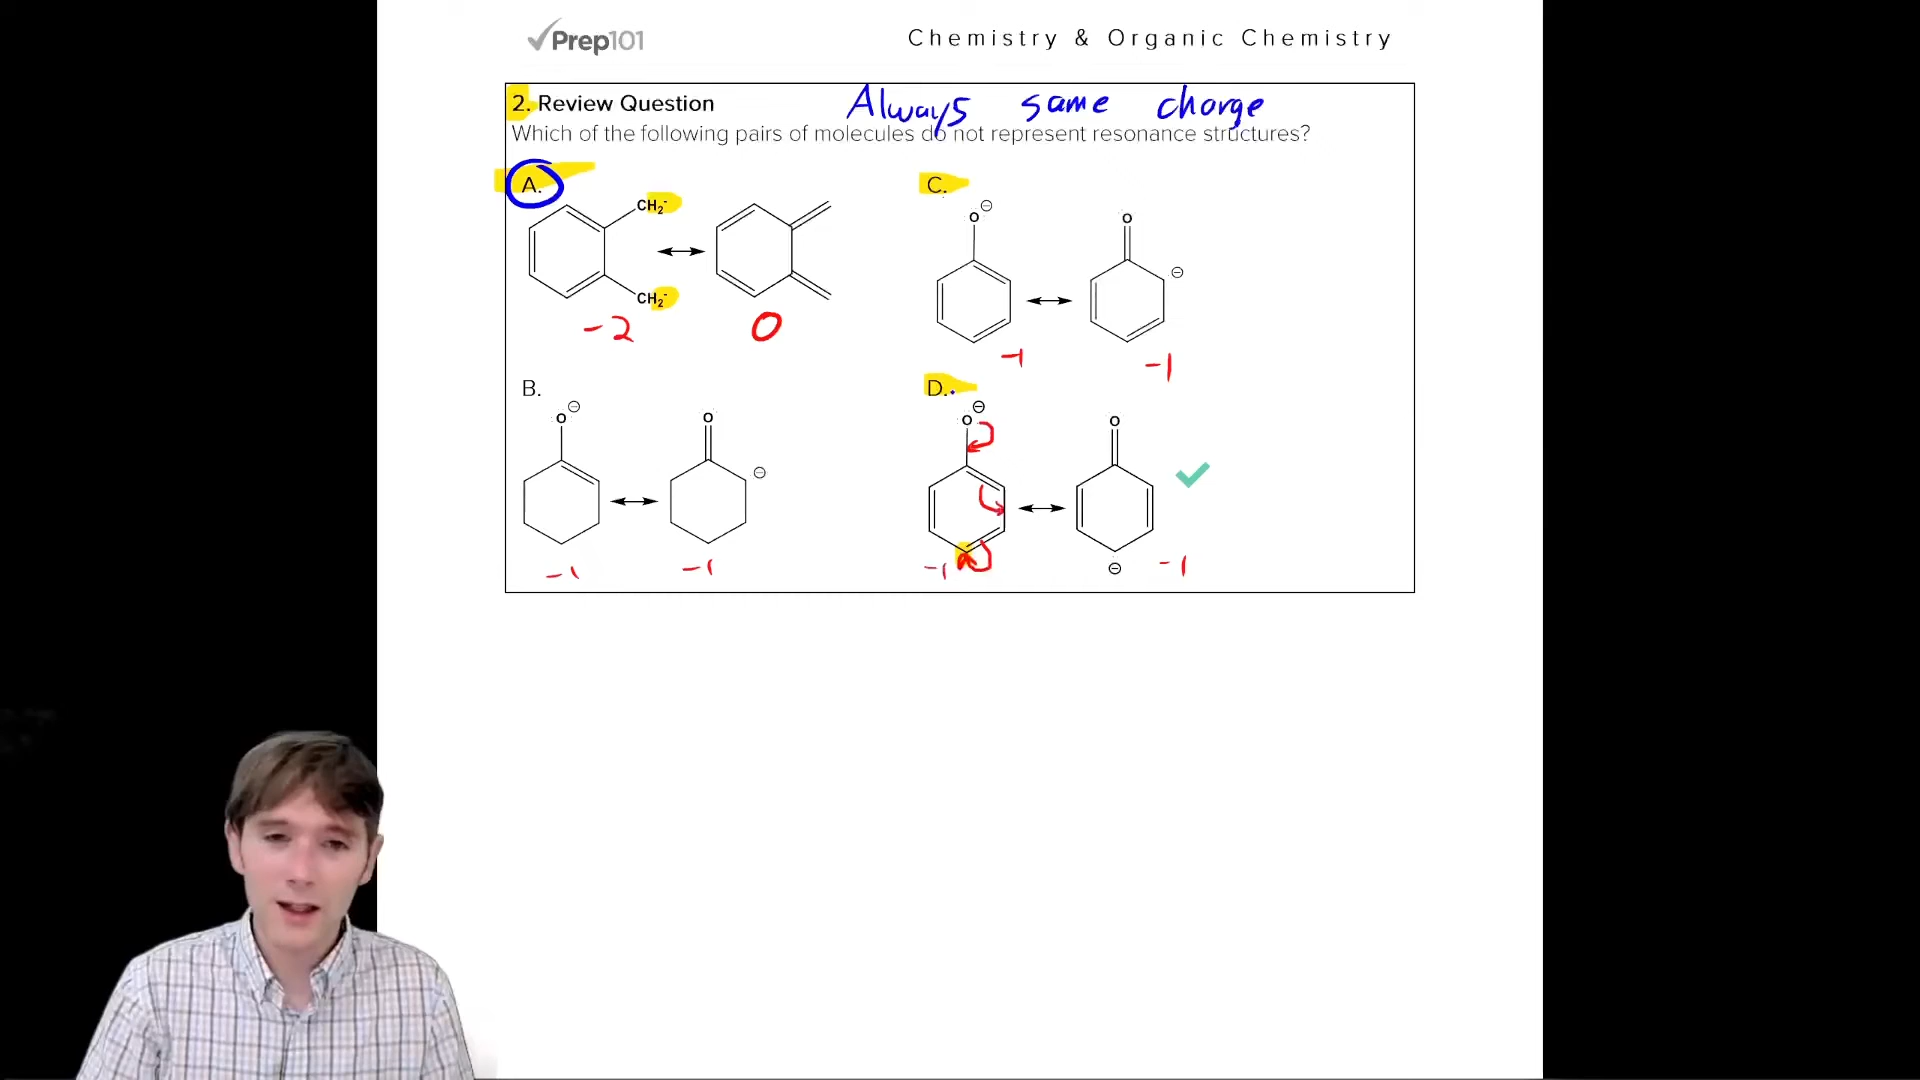 Prep101
Chemistry & Organic Chemistry
2. Review Question
Always same charge
Which of the following pairs of molecules do not represent resonance structures?
A.
CH2-
CH2-
-2
0
C.
O ⊖
O
⊖
-1
-1
B.
O ⊖
O
⊖
-1
-1
D.
O ⊖
O
⊖
-1
-1